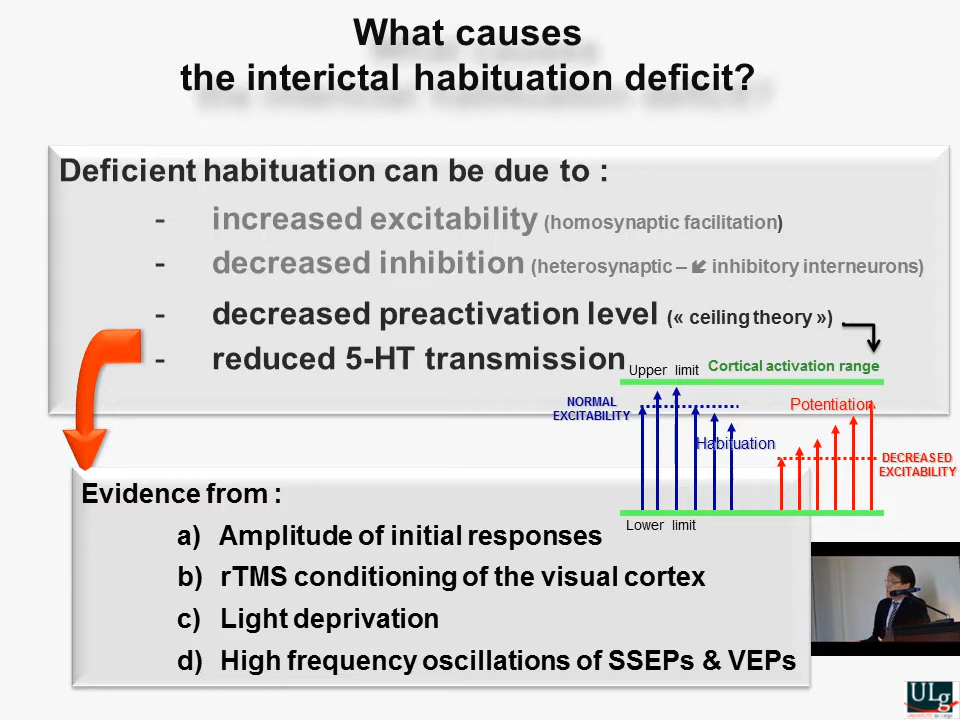 What causes
the interictal habituation deficit?
Deficient habituation can be due to :
- increased excitability (homosynaptic facilitation)
- decreased inhibition (heterosynaptic – 🡿 inhibitory interneurons)
- decreased preactivation level (« ceiling theory »)
- reduced 5-HT transmission
Upper limit
Cortical activation range
NORMAL
EXCITABILITY
Potentiation
Habituation
DECREASED
EXCITABILITY
Lower limit
Evidence from :
a) Amplitude of initial responses
b) rTMS conditioning of the visual cortex
c) Light deprivation
d) High frequency oscillations of SSEPs & VEPs
ULg